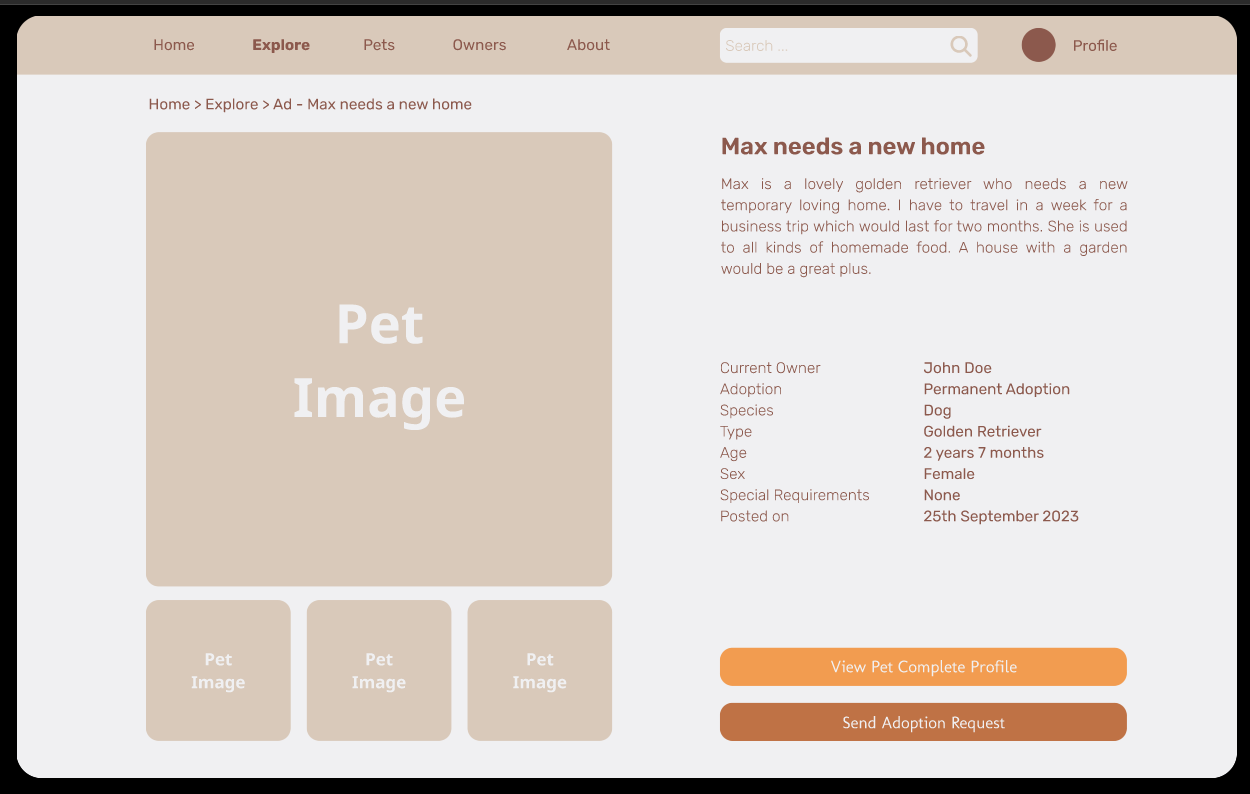 Home Explore Pets Owners About Search ... Profile
Home > Explore > Ad - Max needs a new home
Pet
Image
Pet
Image
Pet
Image
Pet
Image
Max needs a new home
Max is a lovely golden retriever who needs a new
temporary loving home. I have to travel in a week for a
business trip which would last for two months. She is used
to all kinds of homemade food. A house with a garden
would be a great plus.
Current Owner John Doe
Adoption Permanent Adoption
Species Dog
Type Golden Retriever
Age 2 years 7 months
Sex Female
Special Requirements None
Posted on 25th September 2023
View Pet Complete Profile
Send Adoption Request